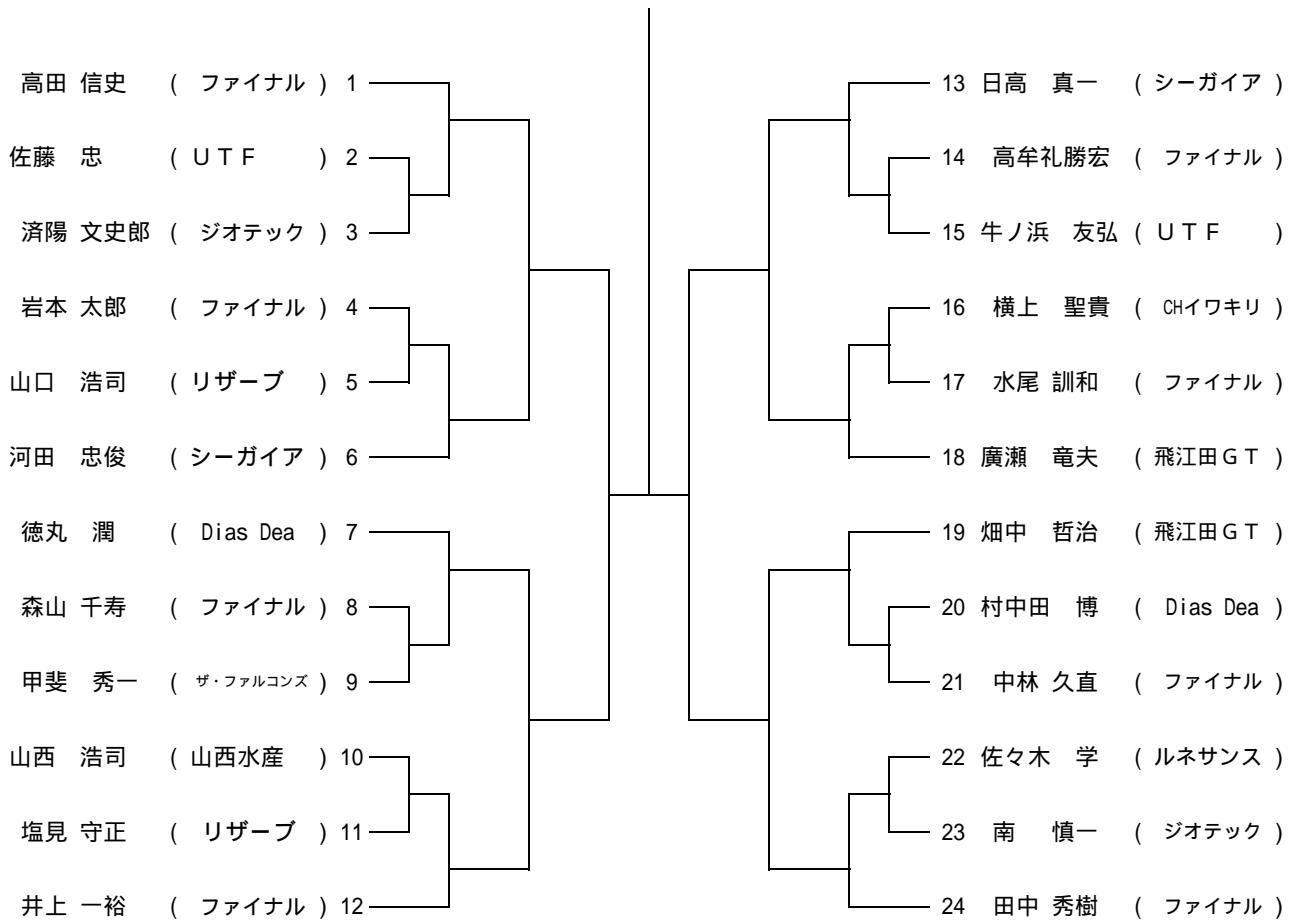 高田 信史 ( ファイナル ) 1
佐藤 忠 ( ＵＴＦ ) 2
済陽 文史郎 ( ジオテック ) 3
岩本 太郎 ( ファイナル ) 4
山口 浩司 ( リザーブ ) 5
河田 忠俊 ( シーガイア ) 6
徳丸 潤 ( Dias Dea ) 7
森山 千寿 ( ファイナル ) 8
甲斐 秀一 ( ザ・ファルコンズ ) 9
山西 浩司 ( 山西水産 ) 10
塩見 守正 ( リザーブ ) 11
井上 一裕 ( ファイナル ) 12
13 日高 真一 ( シーガイア )
14 高牟礼勝宏 ( ファイナル )
15 牛ノ浜 友弘 ( ＵＴＦ )
16 横上 聖貴 ( CHイワキリ )
17 水尾 訓和 ( ファイナル )
18 廣瀬 竜夫 ( 飛江田ＧＴ )
19 畑中 哲治 ( 飛江田ＧＴ )
20 村中田 博 ( Dias Dea )
21 中林 久直 ( ファイナル )
22 佐々木 学 ( ルネサンス )
23 南 慎一 ( ジオテック )
24 田中 秀樹 ( ファイナル )